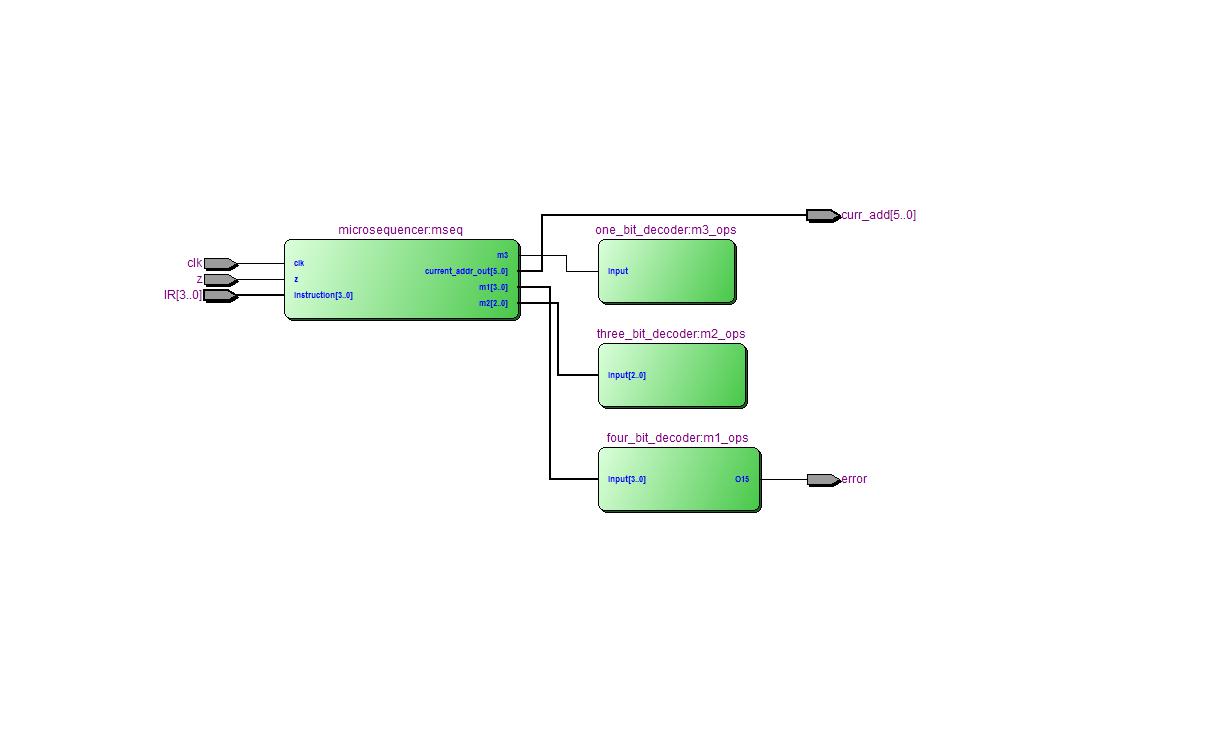 curr_add[5..0]
microsequencer:mseq
one_bit_decoder:m3_ops
clk
z
IR[3..0]
clk
z
instruction[3..0]
m3
current_addr_out[5..0]
m1[3..0]
m2[2..0]
input
three_bit_decoder:m2_ops
input[2..0]
four_bit_decoder:m1_ops
input[3..0]
O15
error